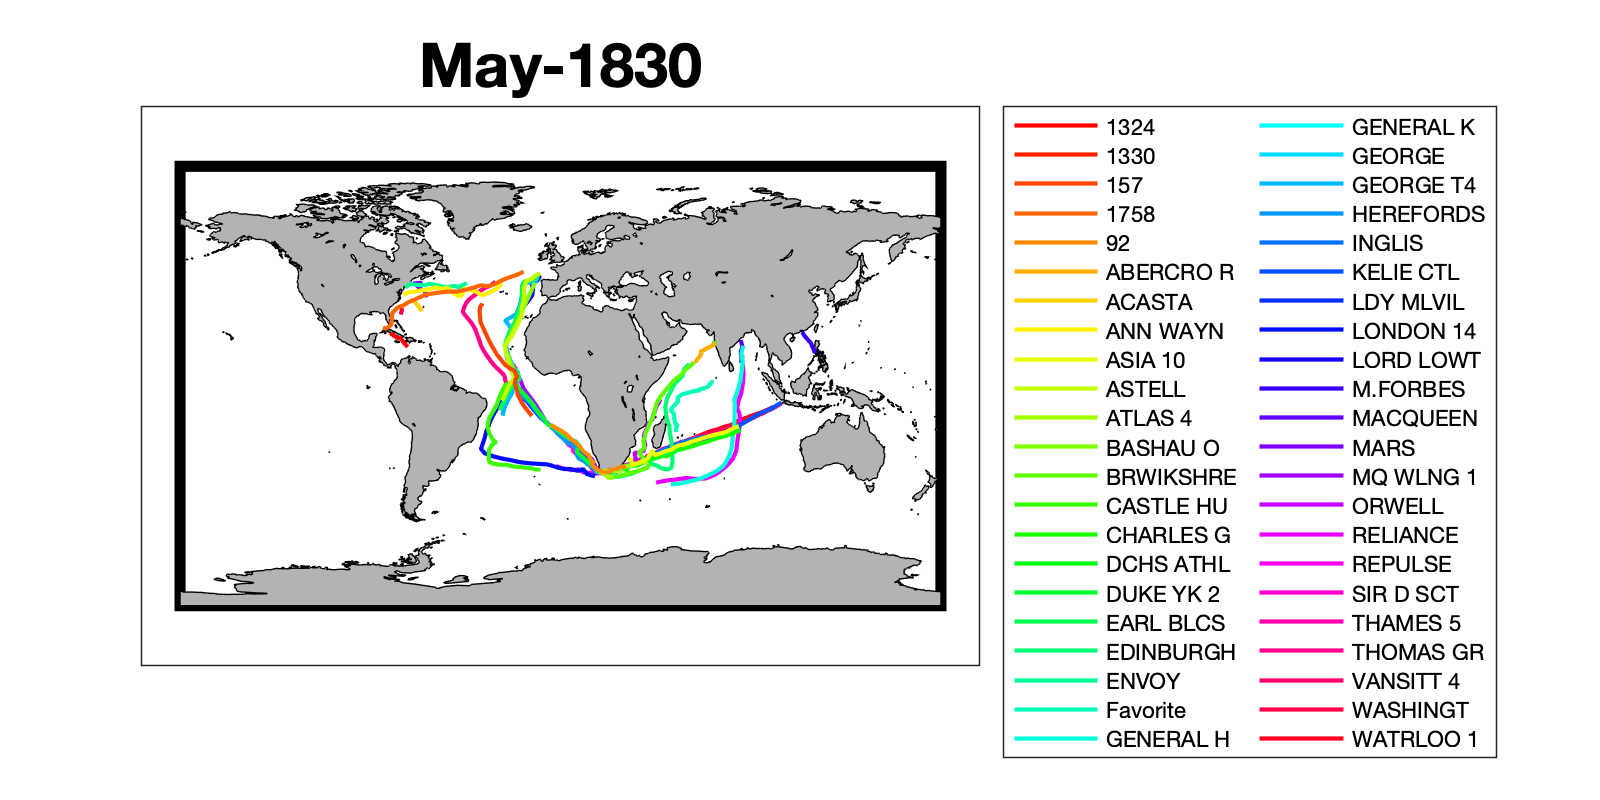 May-1830
1324
1330
157
1758
92
ABERCRO R
ACASTA
ANN WAYN
ASIA 10
ASTELL
ATLAS 4
BASHAU O
BRWIKSHRE
CASTLE HU
CHARLES G
DCHS ATHL
DUKE YK 2
EARL BLCS
EDINBURGH
ENVOY
Favorite
GENERAL H
GENERAL K
GEORGE
GEORGE T4
HEREFORDS
INGLIS
KELIE CTL
LDY MLVIL
LONDON 14
LORD LOWT
M.FORBES
MACQUEEN
MARS
MQ WLNG 1
ORWELL
RELIANCE
REPULSE
SIR D SCT
THAMES 5
THOMAS GR
VANSITT 4
WASHINGT
WATRLOO 1